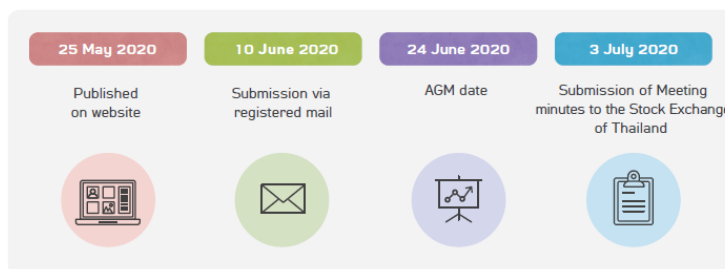 25 May 2020
10 June 2020
24 June 2020
3 July 2020
Published
on website
Submission via
registered mail
AGM date
Submission of Meeting
minutes to the Stock Exchange
of Thailand